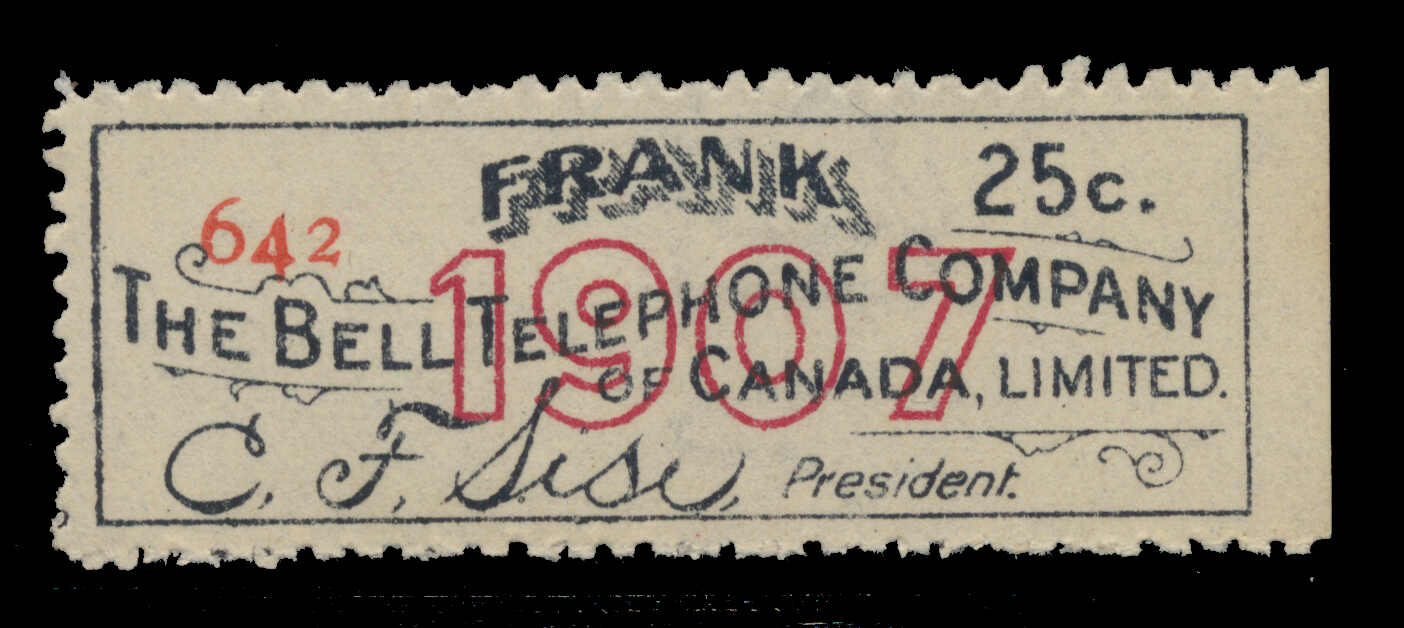 FRANK 25c.
642
1907
THE BELL TELEPHONE COMPANY
OF CANADA, LIMITED.
C. F. Sise, President.